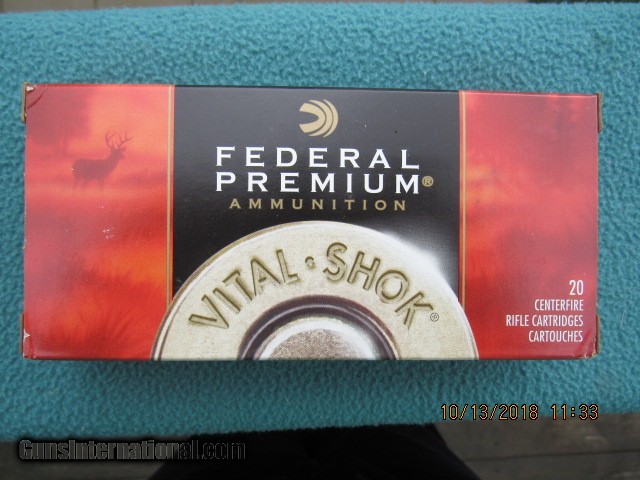 FEDERAL
PREMIUM®
AMMUNITION
VITAL·SHOK®
20
CENTERFIRE
RIFLE CARTRIDGES
CARTOUCHES
10/13/2018 11:33
GunsInternational.com